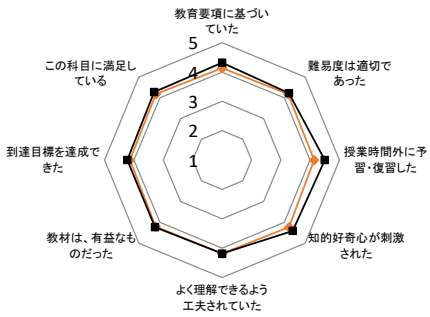 教育要項に基づい
ていた
難易度は適切で
あった
授業時間外に予
習・復習した
知的好奇心が刺激
された
よく理解できるよう
工夫されていた
教材は、有益なも
のだった
到達目標を達成で
きた
この科目に満足し
ている
5
4
3
2
1